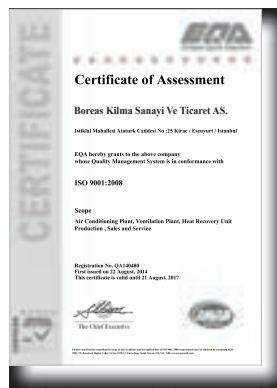 CERTIFICATE
EQA
Certificate of Assessment
Boreas Kilma Sanayi Ve Ticaret AS.
Istiklal Mahallesi Ataturk Caddesi No :25 Kirac / Esenyurt / Istanbul
EQA hereby grants to the above company
whose Quality Management System is in conformance with
ISO 9001:2008
Scope
Air Conditioning Plant, Ventilation Plant, Heat Recovery Unit
Production , Sales and Service
Registration No. QA140480
First issued on 22 August, 2014
This certificate is valid until 21 August, 2017
The Chief Executive